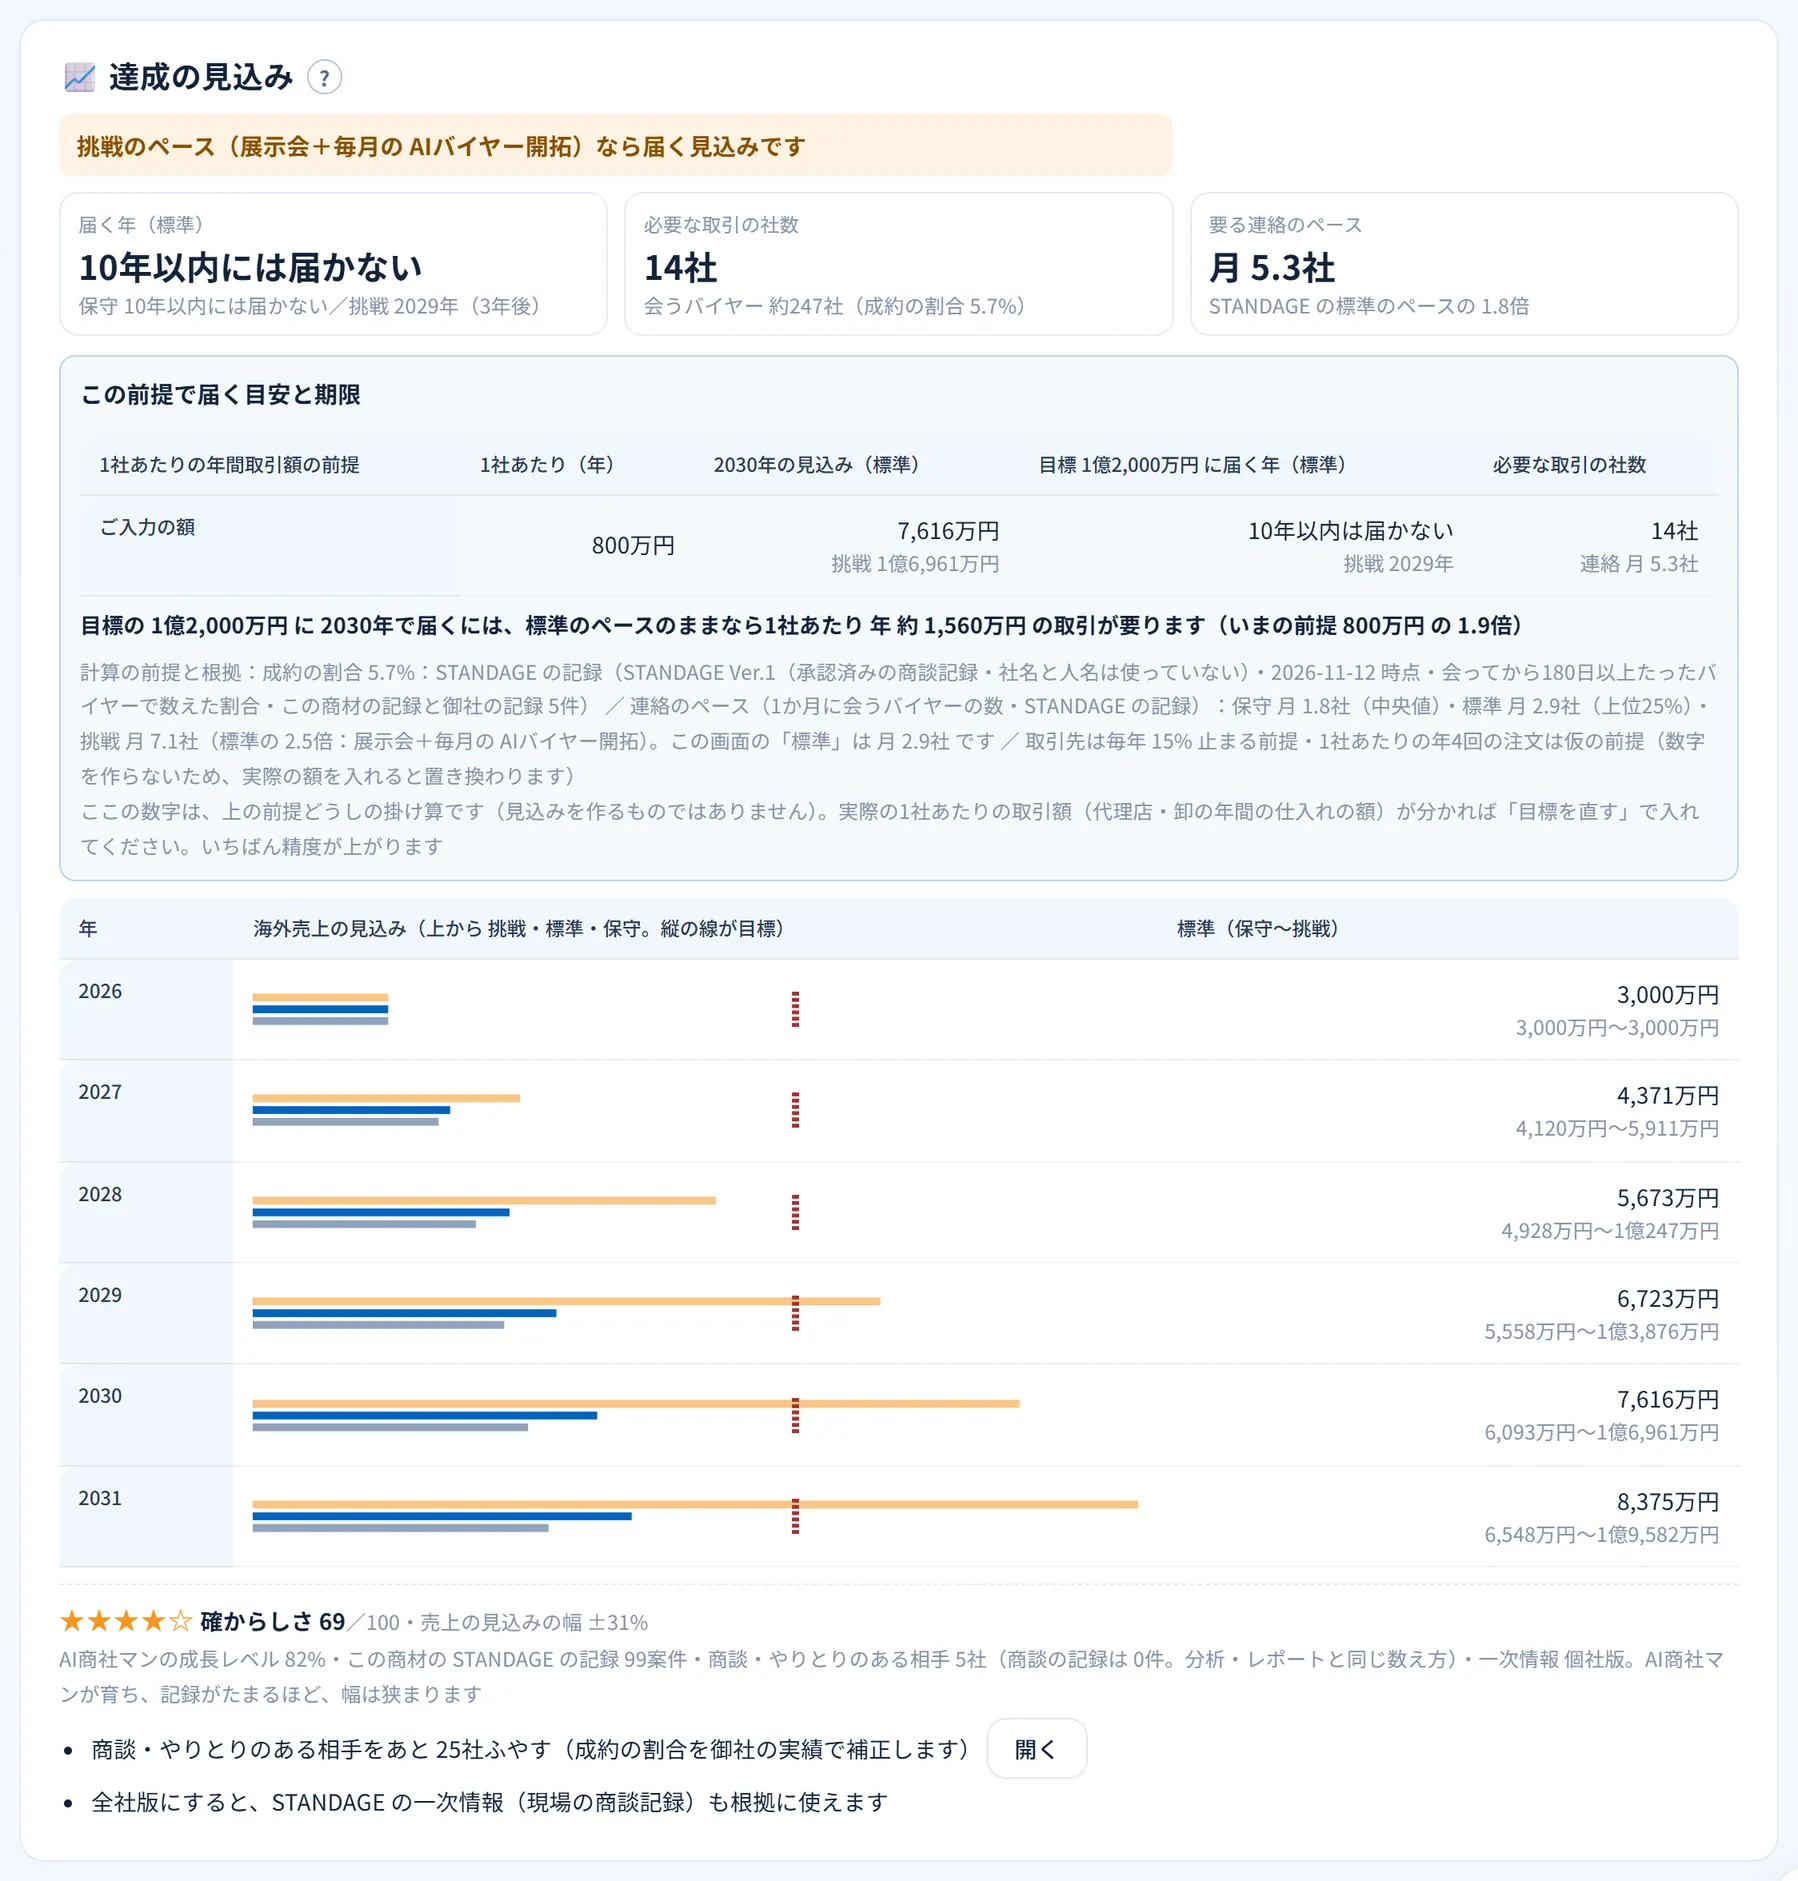 達成の見込み ?
挑戦のペース（展示会＋毎月の AIバイヤー開拓）なら届く見込みです
届く年（標準）
10年以内には届かない
保守 10年以内には届かない／挑戦 2029年（3年後）
必要な取引の社数
14社
会うバイヤー 約247社（成約の割合 5.7%）
要る連絡のペース
月 5.3社
STANDAGE の標準のペースの 1.8倍
この前提で届く目安と期限
1社あたりの年間取引額の前提 1社あたり（年） 2030年の見込み（標準） 目標 1億2,000万円 に届く年（標準） 必要な取引の社数
ご入力の額 800万円 7,616万円 10年以内は届かない 14社
挑戦 1億6,961万円 挑戦 2029年 連絡 月 5.3社
目標の 1億2,000万円 に 2030年で届くには、標準のペースのままなら1社あたり 年 約 1,560万円 の取引が要ります（いまの前提 800万円 の 1.9倍）
計算の前提と根拠：成約の割合 5.7%：STANDAGE の記録（STANDAGE Ver.1（承認済みの商談記録・社名と人名は使っていない）・2026-11-12 時点・会ってから180日以上たったバ
イヤーで数えた割合・この商材の記録と御社の記録 5件） ／ 連絡のペース（1か月に会うバイヤーの数・STANDAGE の記録）：保守 月 1.8社（中央値）・標準 月 2.9社（上位25%）・
挑戦 月 7.1社（標準の 2.5倍：展示会＋毎月の AIバイヤー開拓）。この画面の「標準」は 月 2.9社 です ／ 取引先は毎年 15% 止まる前提・1社あたりの年4回の注文は仮の前提（数字
を作らないため、実際の額を入れると置き換わります）
ここの数字は、上の前提どうしの掛け算です（見込みを作るものではありません）。実際の1社あたりの取引額（代理店・卸の年間の仕入れの額）が分かれば「目標を直す」で入れ
てください。いちばん精度が上がります
年 海外売上の見込み（上から 挑戦・標準・保守。縦の線が目標） 標準（保守〜挑戦）
2026 3,000万円
3,000万円〜3,000万円
2027 4,371万円
4,120万円〜5,911万円
2028 5,673万円
4,928万円〜1億247万円
2029 6,723万円
5,558万円〜1億3,876万円
2030 7,616万円
6,093万円〜1億6,961万円
2031 8,375万円
6,548万円〜1億9,582万円
★★★★☆ 確からしさ 69／100・売上の見込みの幅 ±31%
AI商社マンの成長レベル 82%・この商材の STANDAGE の記録 99案件・商談・やりとりのある相手 5社（商談の記録は 0件。分析・レポートと同じ数え方）・一次情報 個社版。AI商社マ
ンが育ち、記録がたまるほど、幅は狭まります
• 商談・やりとりのある相手をあと 25社ふやす（成約の割合を御社の実績で補正します） 開く
• 全社版にすると、STANDAGE の一次情報（現場の商談記録）も根拠に使えます